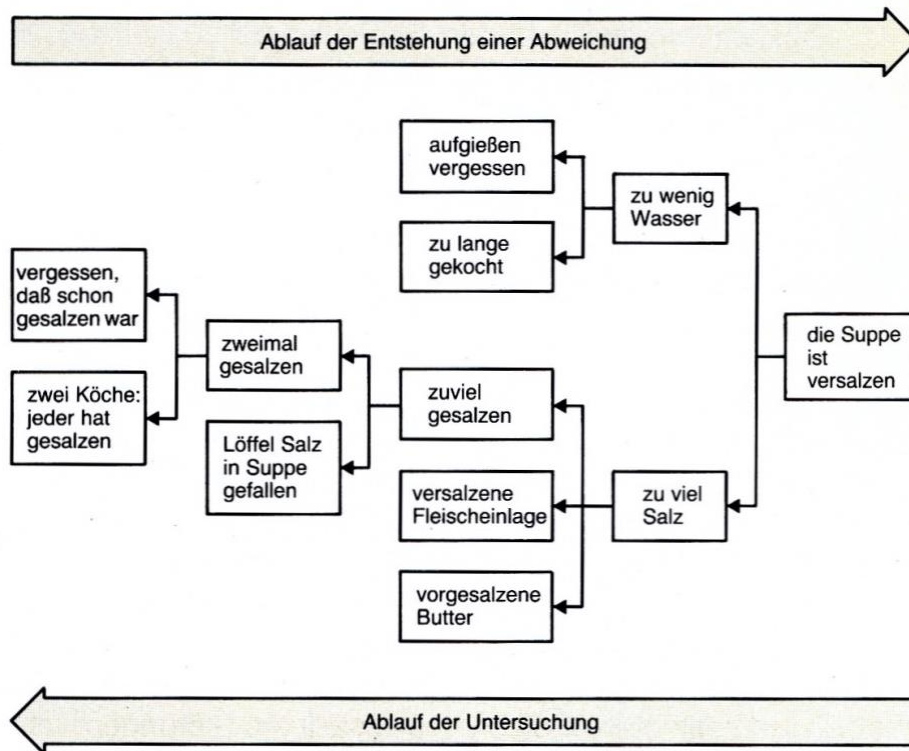 Ablauf der Entstehung einer Abweichung
aufgießen
vergessen
zu wenig
Wasser
zu lange
gekocht
vergessen,
daß schon
gesalzen war
zweimal
gesalzen
die Suppe
ist
versalzen
zwei Köche:
jeder hat
gesalzen
zuviel
gesalzen
Löffel Salz
in Suppe
gefallen
versalzene
Fleischeinlage
zu viel
Salz
vorgesalzene
Butter
Ablauf der Untersuchung